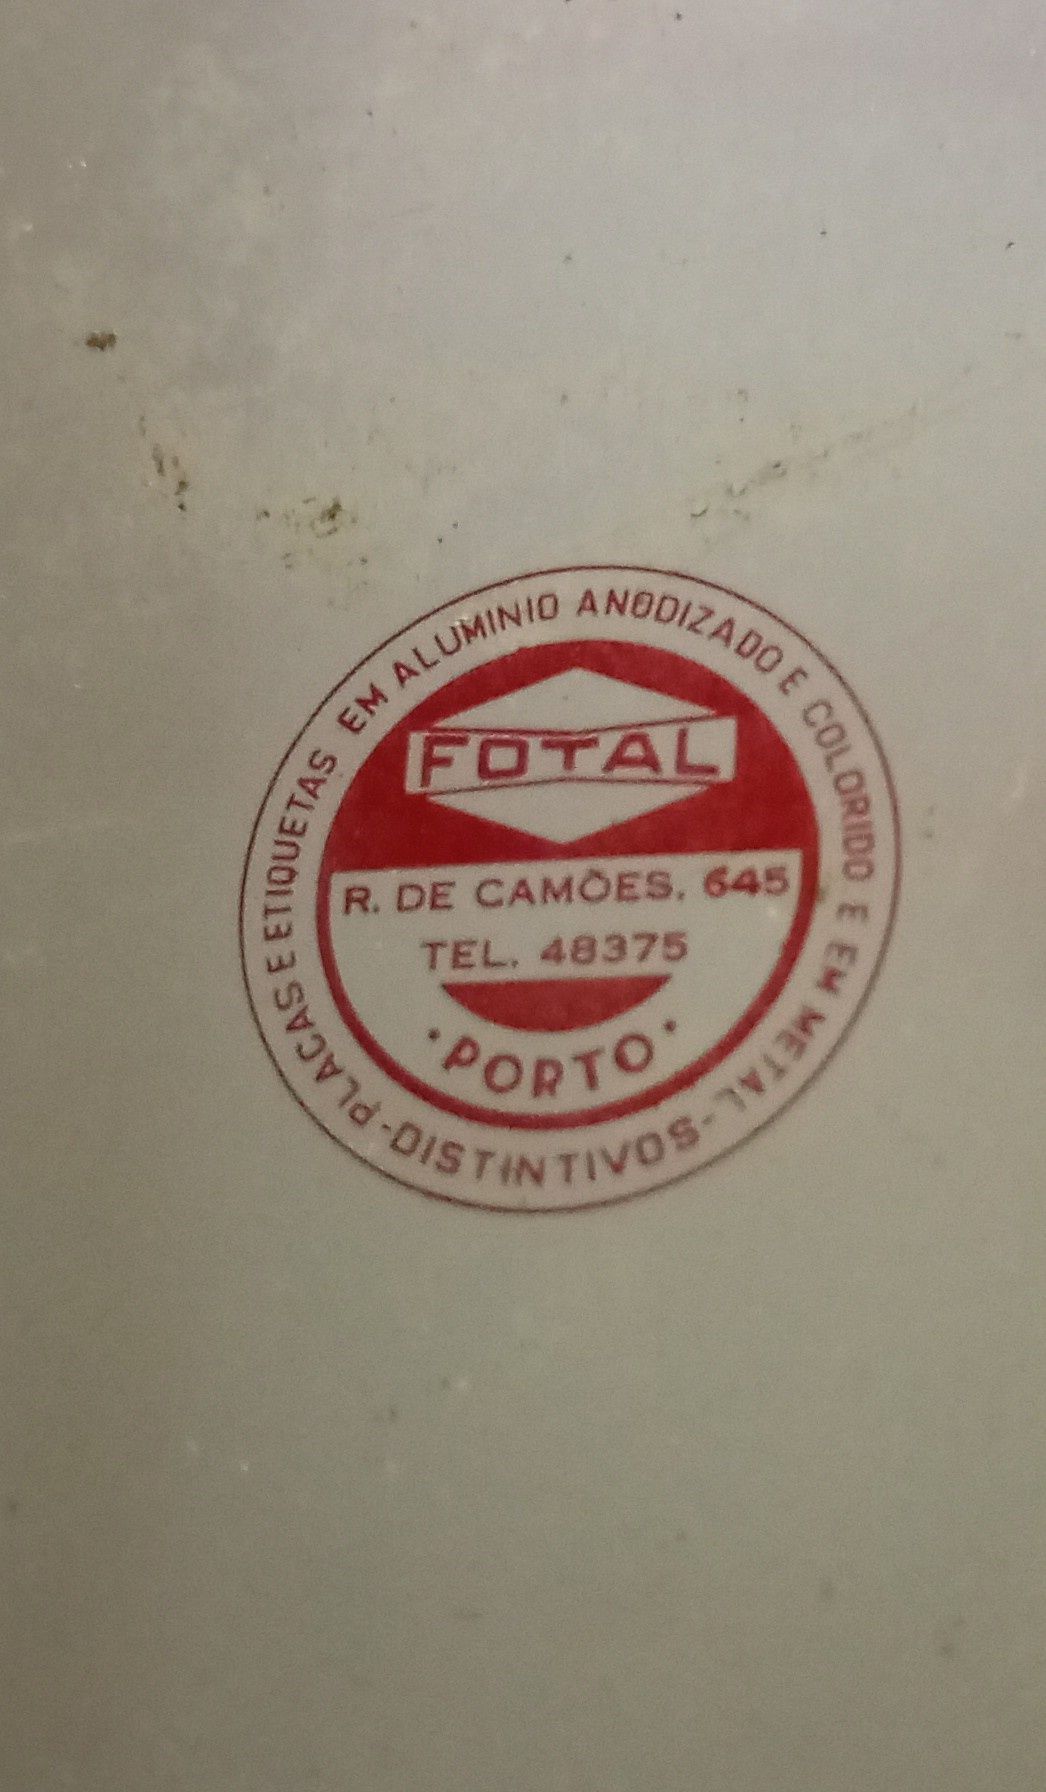 PLACAS E ETIQUETAS EM ALUMINIO ANODIZADO E COLORIDO E EM METAL - DISTINTIVOS -
FOTAL
R. DE CAMÕES, 645
TEL. 48375
· PORTO ·